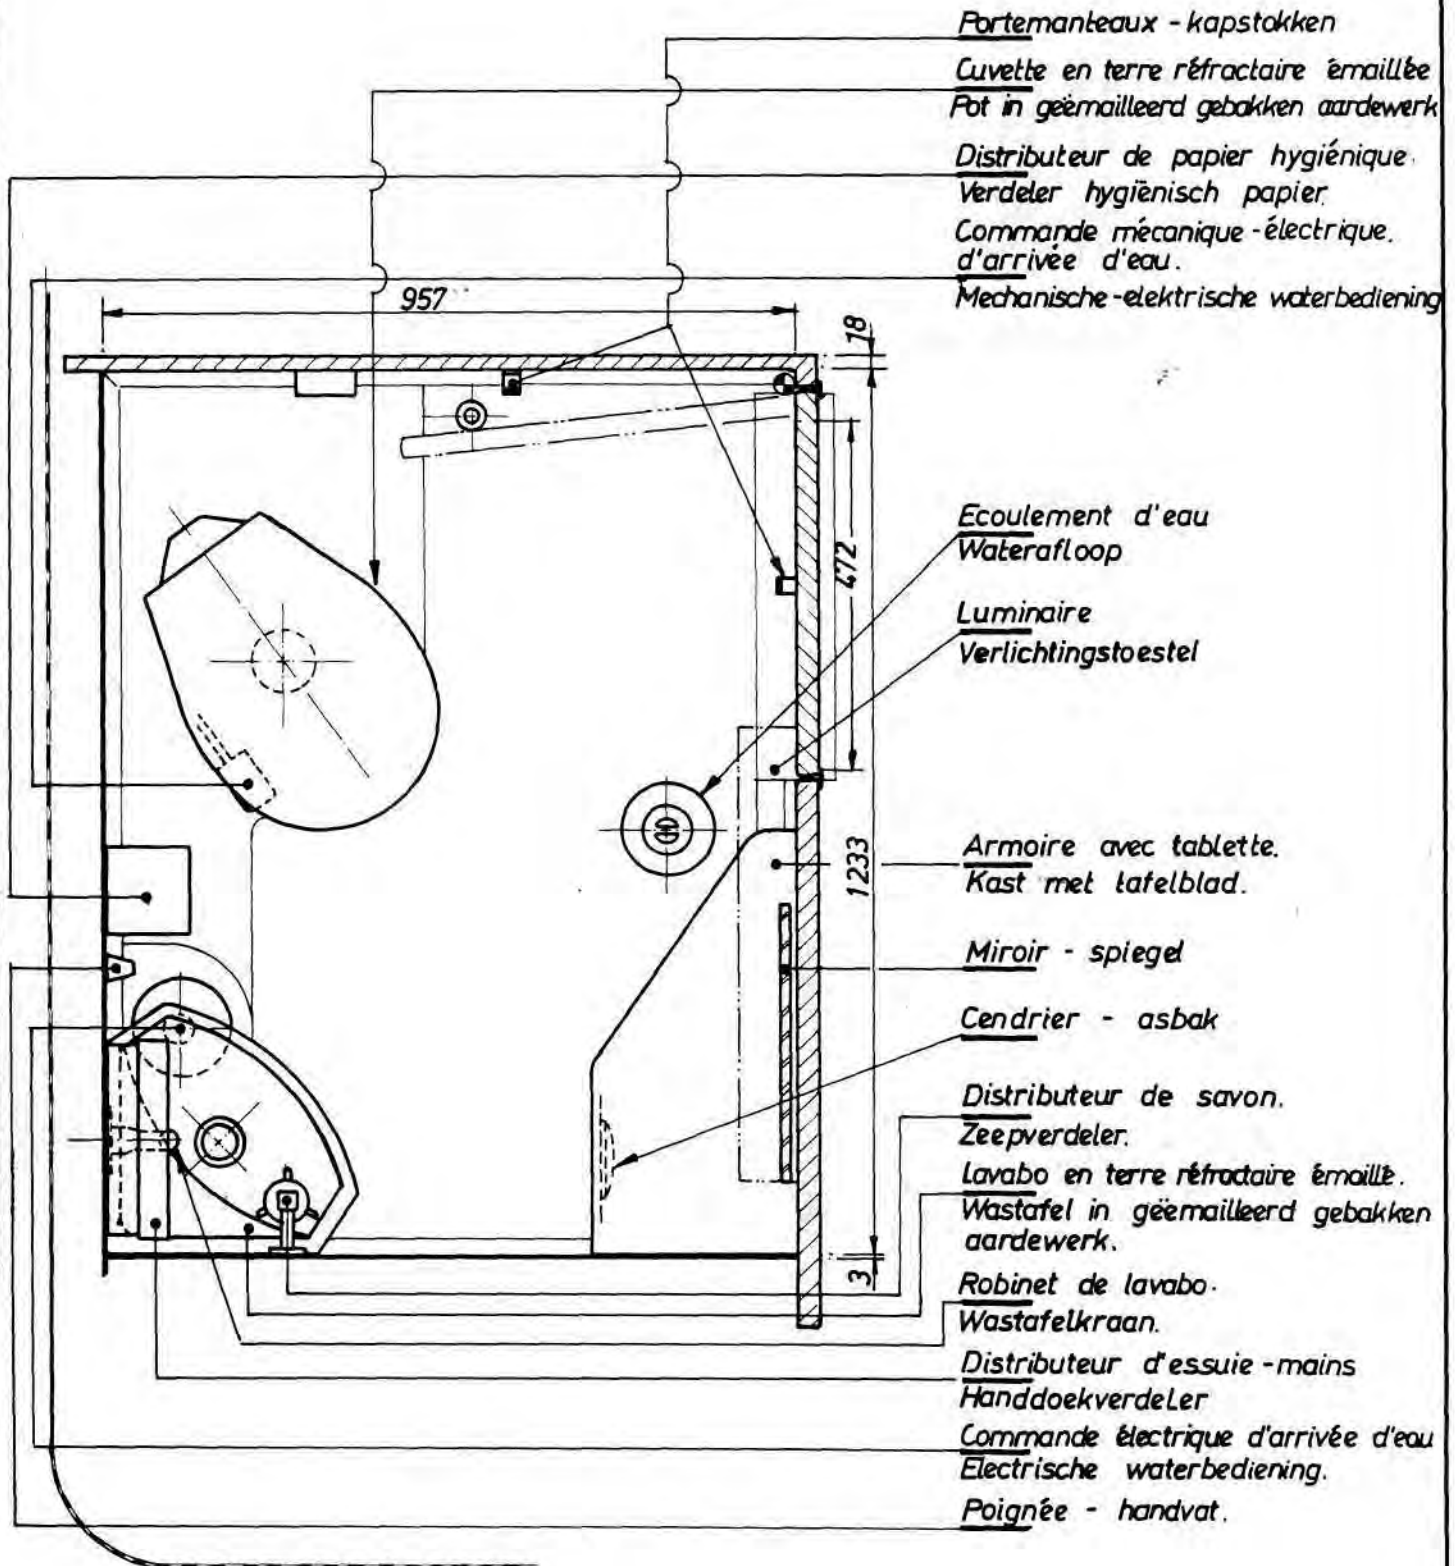 Portemanteaux - kapstokken
Cuvette en terre réfractaire émaillée
Pot in geëmailleerd gebakken aardewerk
Distributeur de papier hygiénique.
Verdeler hygiënisch papier.
Commande mécanique - électrique.
d'arrivée d'eau.
Mechanische - elektrische waterbediening
957
18
472
Ecoulement d'eau
Waterafloop
Luminaire
Verlichtingstoestel
1233
Armoire avec tablette.
Kast met tafelblad.
Miroir - spiegel
Cendrier - asbak
Distributeur de savon.
Zeepverdeler.
Lavabo en terre réfractaire émaillé.
Wastafel in geëmailleerd gebakken
aardewerk.
3
Robinet de lavabo.
Wastafelkraan.
Distributeur d'essuie - mains
Handdoekverdeler
Commande électrique d'arrivée d'eau
Electrische waterbediening.
Poignée - handvat.